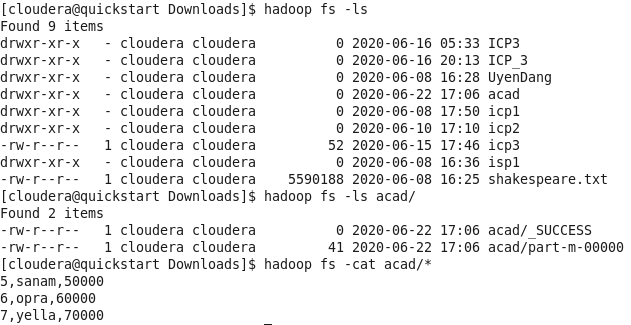 [cloudera@quickstart Downloads]$ hadoop fs -ls
Found 9 items
drwxr-xr-x   - cloudera cloudera          0 2020-06-16 05:33 ICP3
drwxr-xr-x   - cloudera cloudera          0 2020-06-16 20:13 ICP_3
drwxr-xr-x   - cloudera cloudera          0 2020-06-08 16:28 UyenDang
drwxr-xr-x   - cloudera cloudera          0 2020-06-22 17:06 acad
drwxr-xr-x   - cloudera cloudera          0 2020-06-08 17:50 icp1
drwxr-xr-x   - cloudera cloudera          0 2020-06-10 17:10 icp2
-rw-r--r--   1 cloudera cloudera         52 2020-06-15 17:46 icp3
drwxr-xr-x   - cloudera cloudera          0 2020-06-08 16:36 isp1
-rw-r--r--   1 cloudera cloudera    5590188 2020-06-08 16:25 shakespeare.txt
[cloudera@quickstart Downloads]$ hadoop fs -ls acad/
Found 2 items
-rw-r--r--   1 cloudera cloudera          0 2020-06-22 17:06 acad/_SUCCESS
-rw-r--r--   1 cloudera cloudera         41 2020-06-22 17:06 acad/part-m-00000
[cloudera@quickstart Downloads]$ hadoop fs -cat acad/*
5,sanam,50000
6,opra,60000
7,yella,70000